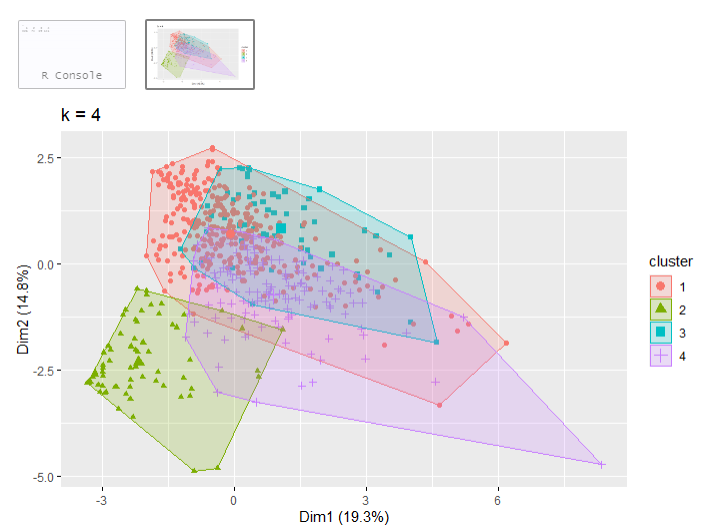 R Console
k = 4
2.5
0.0
-2.5
-5.0
Dim2 (14.8%)
-3
0
3
6
Dim1 (19.3%)
cluster
1
2
3
4